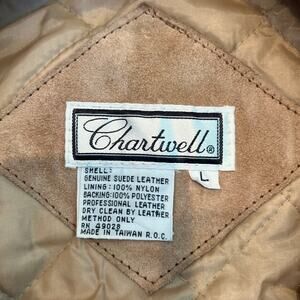 Chartwell®
L
SHELL:
GENUINE SUEDE LEATHER
LINING: 100% NYLON
BACKING: 100% POLYESTER
PROFESSIONAL LEATHER
DRY CLEAN BY LEATHER
METHOD ONLY
RN 49028
MADE IN TAIWAN R.O.C.